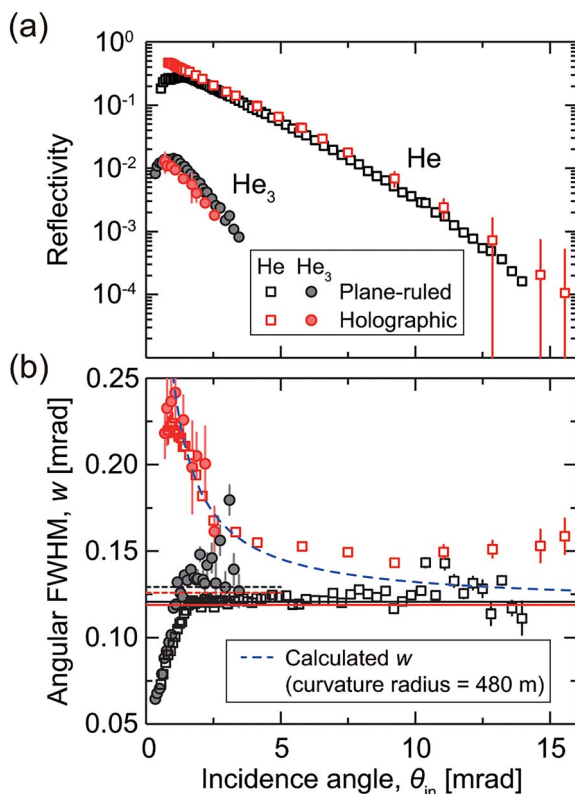 (a)
10⁰
10⁻¹
10⁻²
10⁻³
10⁻⁴
Reflectivity
He
He₃
He He₃
Plane-ruled
Holographic
(b)
0.25
0.20
0.15
0.10
0.05
Angular FWHM, w [mrad]
Calculated w
(curvature radius = 480 m)
0 5 10 15
Incidence angle, θin [mrad]